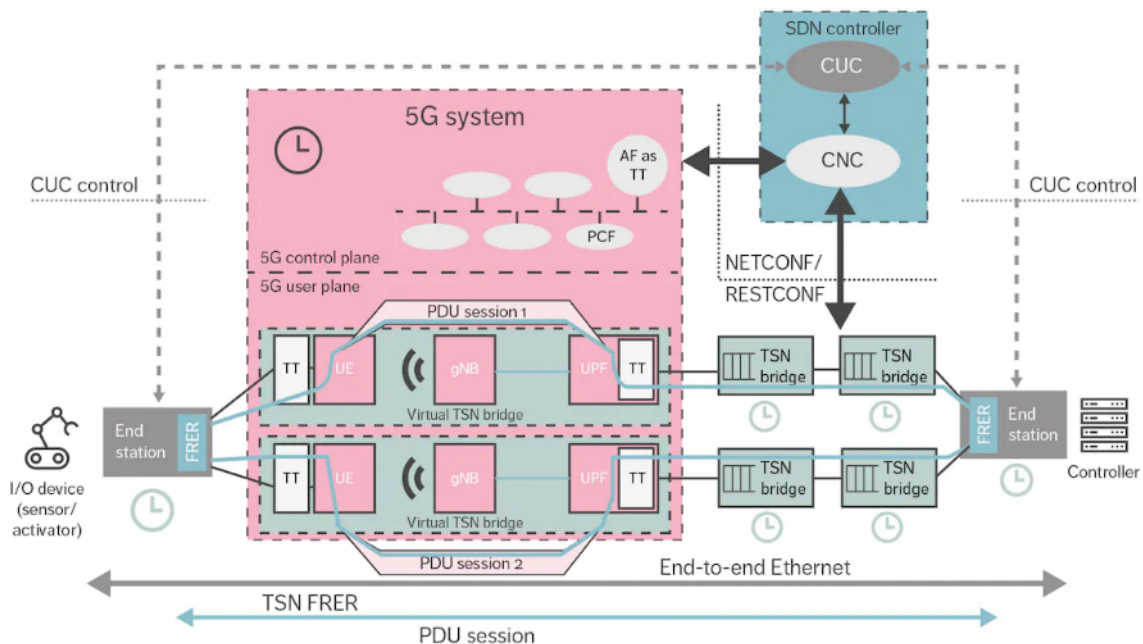 SDN controller
CUC
CNC
5G system
AF as
TT
PCF
5G control plane
5G user plane
CUC control
CUC control
NETCONF/
RESTCONF
PDU session 1
TT
UE
gNB
UPF
TT
Virtual TSN bridge
TSN
bridge
TSN
bridge
End
station
FRER
I/O device
(sensor/
activator)
FRER
End
station
Controller
TT
UE
gNB
UPF
TT
Virtual TSN bridge
TSN
bridge
TSN
bridge
PDU session 2
End-to-end Ethernet
TSN FRER
PDU session